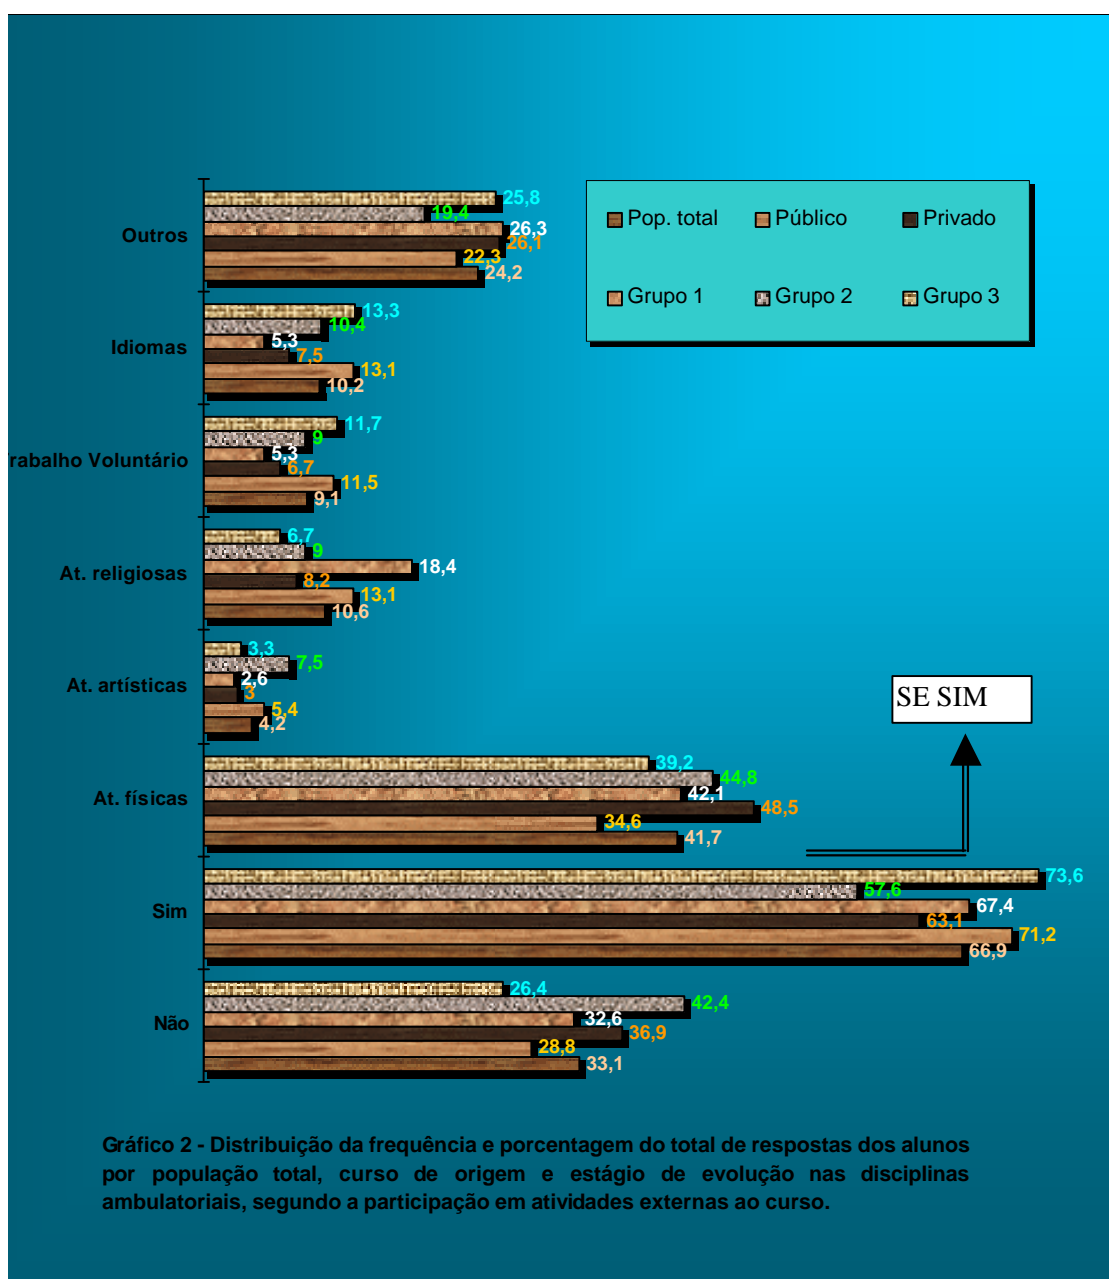 25,8
19,4
Outros
26,3
26,1
22,3
24,2
Pop. total
Público
Privado
Grupo 1
Grupo 2
Grupo 3
13,3
10,4
Idiomas
5,3
7,5
13,1
10,2
11,7
9
Trabalho Voluntário
5,3
6,7
11,5
9,1
6,7
9
At. religiosas
18,4
8,2
13,1
10,6
3,3
7,5
At. artísticas
2,6
3
5,4
4,2
SE SIM
39,2
44,8
At. físicas
42,1
48,5
34,6
41,7
73,6
57,6
Sim
67,4
63,1
71,2
66,9
26,4
42,4
Não
32,6
36,9
28,8
33,1
Gráfico 2 - Distribuição da frequência e porcentagem do total de respostas dos alunos
por população total, curso de origem e estágio de evolução nas disciplinas
ambulatoriais, segundo a participação em atividades externas ao curso.